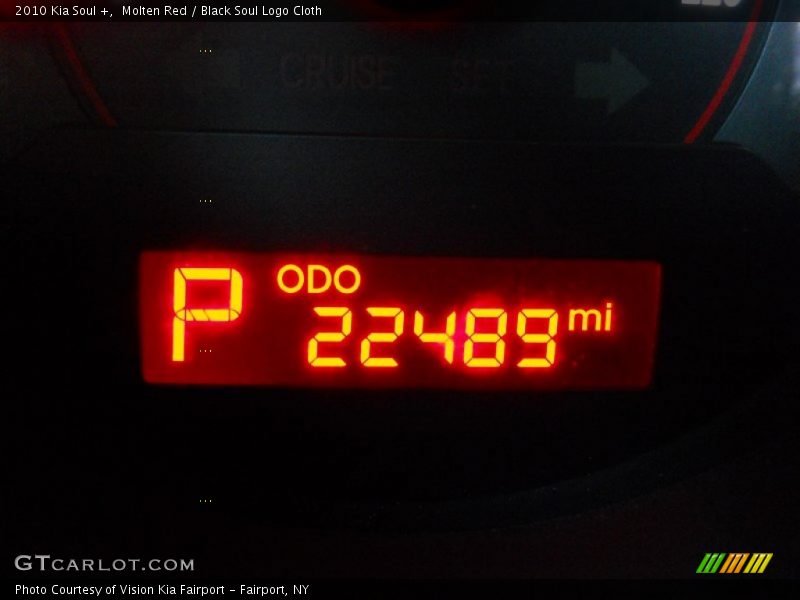 2010 Kia Soul +,  Molten Red / Black Soul Logo Cloth
...
CRUISE SET
...
ODO
P 22489 mi
...
...
GTCARLOT.COM
Photo Courtesy of Vision Kia Fairport - Fairport, NY